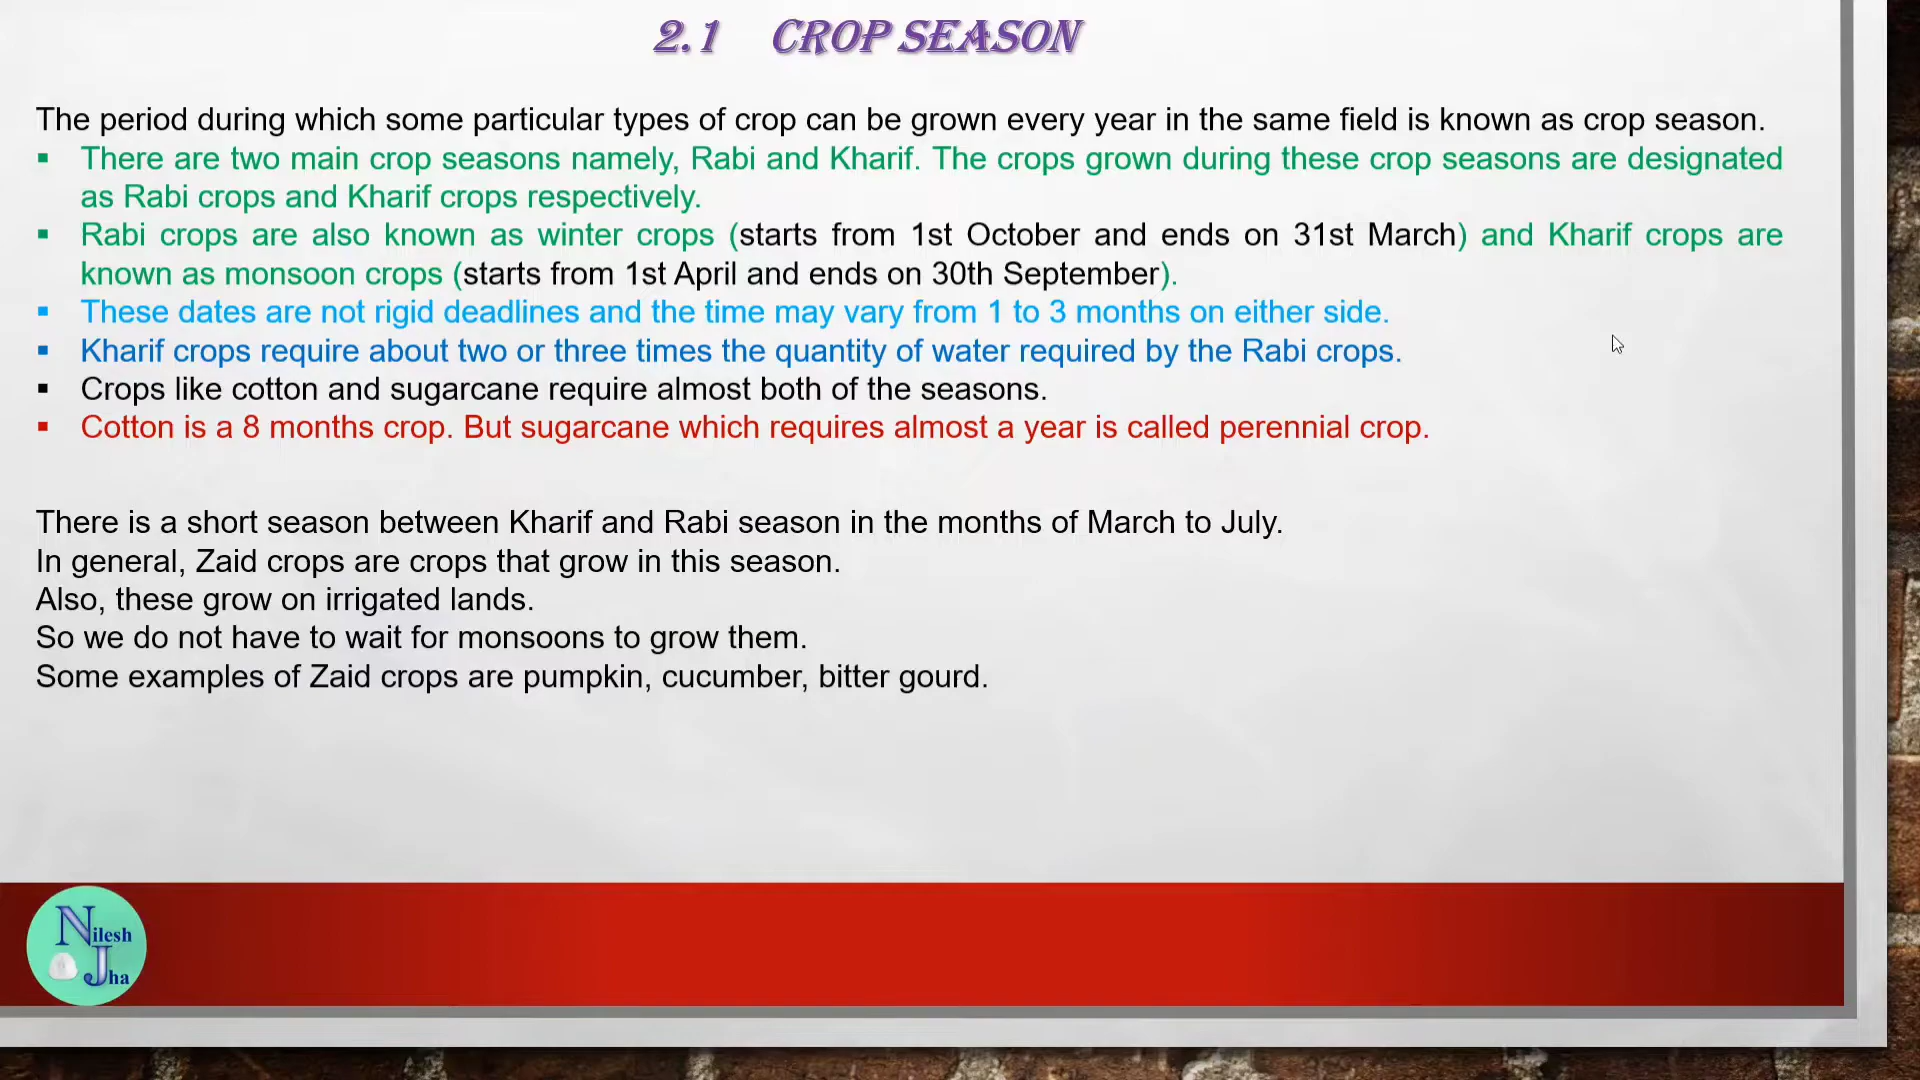 2.1 CROP SEASON
The period during which some particular types of crop can be grown every year in the same field is known as crop season.
▪ There are two main crop seasons namely, Rabi and Kharif. The crops grown during these crop seasons are designated
as Rabi crops and Kharif crops respectively.
▪ Rabi crops are also known as winter crops (starts from 1st October and ends on 31st March) and Kharif crops are
known as monsoon crops (starts from 1st April and ends on 30th September).
▪ These dates are not rigid deadlines and the time may vary from 1 to 3 months on either side.
▪ Kharif crops require about two or three times the quantity of water required by the Rabi crops.
▪ Crops like cotton and sugarcane require almost both of the seasons.
▪ Cotton is a 8 months crop. But sugarcane which requires almost a year is called perennial crop.
There is a short season between Kharif and Rabi season in the months of March to July.
In general, Zaid crops are crops that grow in this season.
Also, these grow on irrigated lands.
So we do not have to wait for monsoons to grow them.
Some examples of Zaid crops are pumpkin, cucumber, bitter gourd.
Nilesh
Jha